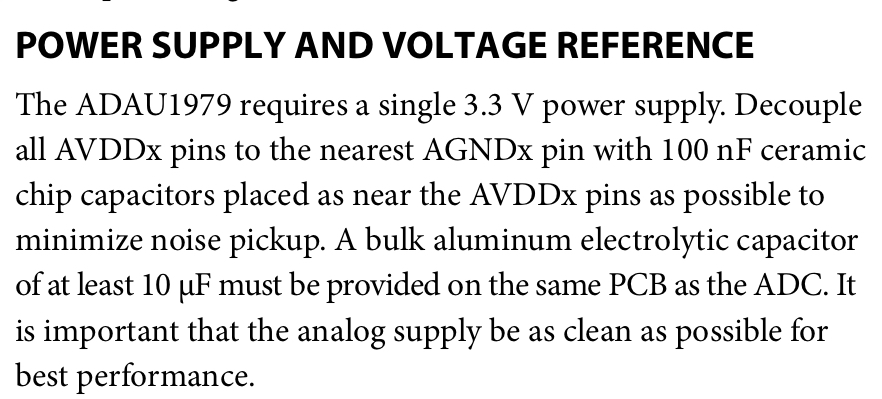 POWER SUPPLY AND VOLTAGE REFERENCE
The ADAU1979 requires a single 3.3 V power supply. Decouple
all AVDDx pins to the nearest AGNDx pin with 100 nF ceramic
chip capacitors placed as near the AVDDx pins as possible to
minimize noise pickup. A bulk aluminum electrolytic capacitor
of at least 10 μF must be provided on the same PCB as the ADC. It
is important that the analog supply be as clean as possible for
best performance.